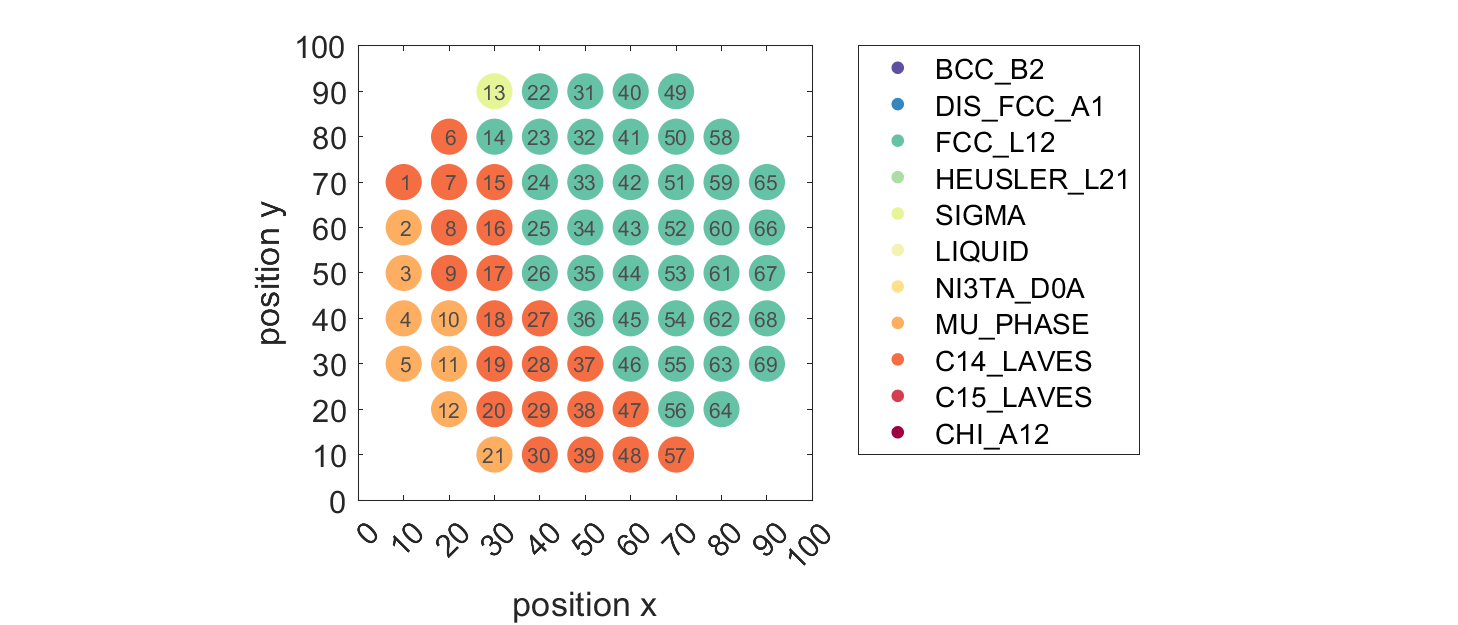 100
90
80
70
60
50
40
30
20
10
0
position y
13 22 31 40 49
6 14 23 32 41 50 58
1 7 15 24 33 42 51 59 65
2 8 16 25 34 43 52 60 66
3 9 17 26 35 44 53 61 67
4 10 18 27 36 45 54 62 68
5 11 19 28 37 46 55 63 69
12 20 29 38 47 56 64
21 30 39 48 57
0 10 20 30 40 50 60 70 80 90 100
position x
BCC_B2
DIS_FCC_A1
FCC_L12
HEUSLER_L21
SIGMA
LIQUID
NI3TA_D0A
MU_PHASE
C14_LAVES
C15_LAVES
CHI_A12